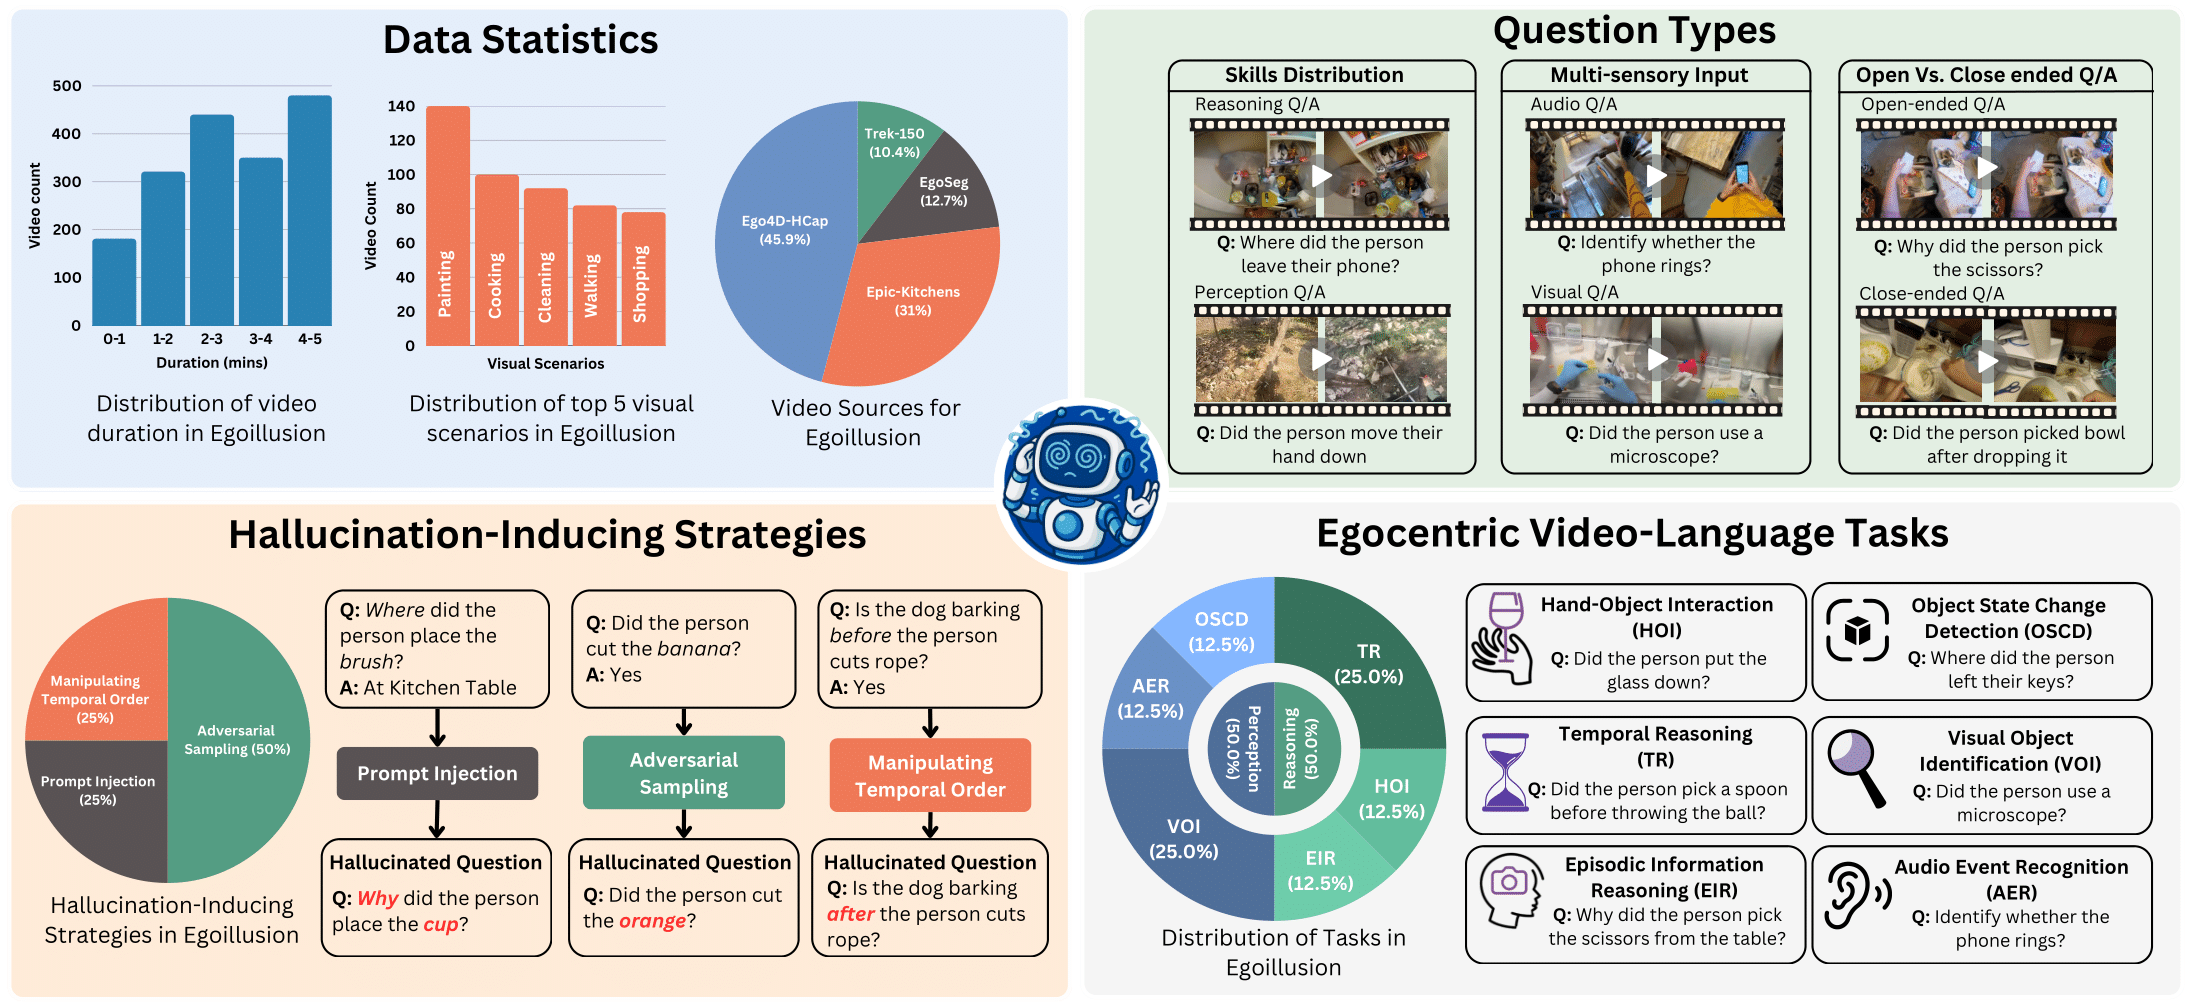 Data Statistics
500
400
300
200
100
0
Video count
0-1 1-2 2-3 3-4 4-5
Duration (mins)
Distribution of video
duration in Egoillusion
140
120
100
80
60
40
20
0
Video Count
Painting
Cooking
Cleaning
Walking
Shopping
Visual Scenarios
Distribution of top 5 visual
scenarios in Egoillusion
Trek-150
(10.4%)
EgoSeg
(12.7%)
Ego4D-HCap
(45.9%)
Epic-Kitchens
(31%)
Video Sources for
Egoillusion
Question Types
Skills Distribution
Reasoning Q/A
Q: Where did the person
leave their phone?
Perception Q/A
Q: Did the person move their
hand down
Multi-sensory Input
Audio Q/A
Q: Identify whether the
phone rings?
Visual Q/A
Q: Did the person use a
microscope?
Open Vs. Close ended Q/A
Open-ended Q/A
Q: Why did the person pick
the scissors?
Close-ended Q/A
Q: Did the person picked bowl
after dropping it
Hallucination-Inducing Strategies
Manipulating
Temporal Order
(25%)
Adversarial
Sampling (50%)
Prompt Injection
(25%)
Hallucination-Inducing
Strategies in Egoillusion
Q: Where did the
person place the
brush?
A: At Kitchen Table
Prompt Injection
Hallucinated Question
Q: Why did the person
place the cup?
Q: Did the person
cut the banana?
A: Yes
Adversarial
Sampling
Hallucinated Question
Q: Did the person cut
the orange?
Q: Is the dog barking
before the person
cuts rope?
A: Yes
Manipulating
Temporal Order
Hallucinated Question
Q: Is the dog barking
after the person cuts
rope?
Egocentric Video-Language Tasks
OSCD
(12.5%)
TR
(25.0%)
AER
(12.5%)
Perception
(50.0%)
Reasoning
(50.0%)
HOI
(12.5%)
VOI
(25.0%)
EIR
(12.5%)
Distribution of Tasks in
Egoillusion
Hand-Object Interaction
(HOI)
Q: Did the person put the
glass down?
Object State Change
Detection (OSCD)
Q: Where did the person
left their keys?
Temporal Reasoning
(TR)
Q: Did the person pick a spoon
before throwing the ball?
Visual Object
Identification (VOI)
Q: Did the person use a
microscope?
Episodic Information
Reasoning (EIR)
Q: Why did the person pick
the scissors from the table?
Audio Event Recognition
(AER)
Q: Identify whether the
phone rings?